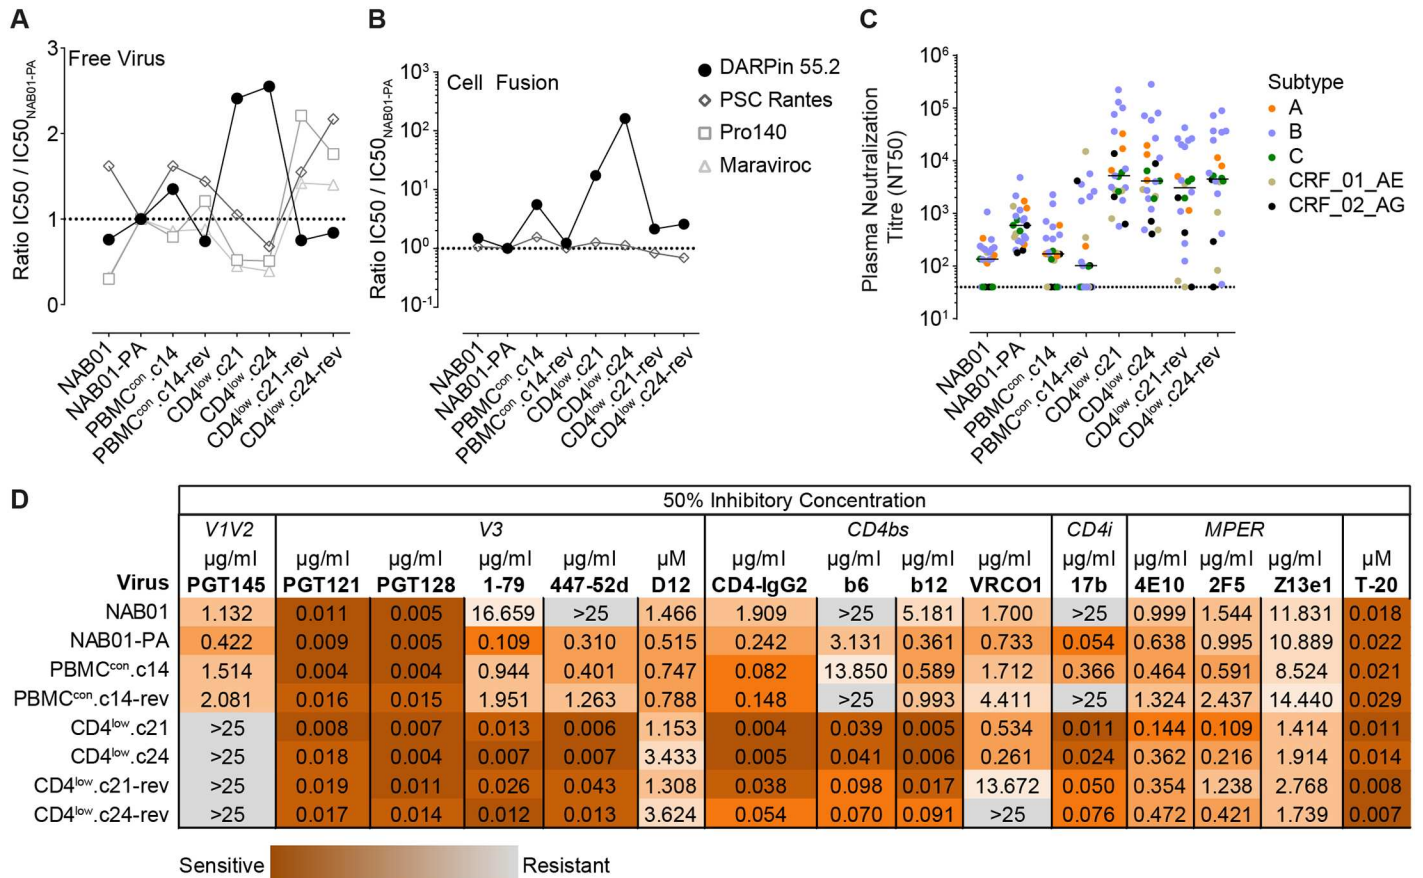 A
Free Virus
Ratio IC50 / IC50NAB01-PA
3
2
1
0
NAB01
NAB01-PA
PBMCcon.c14
PBMCcon.c14-rev
CD4low.c21
CD4low.c24
CD4low.c21-rev
CD4low.c24-rev
B
Cell Fusion
Ratio IC50 / IC50NAB01-PA
10³
10²
10¹
10⁰
10⁻¹
NAB01
NAB01-PA
PBMCcon.c14
PBMCcon.c14-rev
CD4low.c21
CD4low.c24
CD4low.c21-rev
CD4low.c24-rev
DARPin 55.2
PSC Rantes
Pro140
Maraviroc
C
Plasma Neutralization
Titre (NT50)
10⁶
10⁵
10⁴
10³
10²
10¹
NAB01
NAB01-PA
PBMCcon.c14
PBMCcon.c14-rev
CD4low.c21
CD4low.c24
CD4low.c21-rev
CD4low.c24-rev
Subtype
A
B
C
CRF_01_AE
CRF_02_AG
D
50% Inhibitory Concentration
V1V2 V3 CD4bs CD4i MPER
µg/ml µg/ml µg/ml µg/ml µg/ml µM µg/ml µg/ml µg/ml µg/ml µg/ml µg/ml µg/ml µg/ml µM
Virus PGT145 PGT121 PGT128 1-79 447-52d D12 CD4-IgG2 b6 b12 VRCO1 17b 4E10 2F5 Z13e1 T-20
NAB01 1.132 0.011 0.005 16.659 >25 1.466 1.909 >25 5.181 1.700 >25 0.999 1.544 11.831 0.018
NAB01-PA 0.422 0.009 0.005 0.109 0.310 0.515 0.242 3.131 0.361 0.733 0.054 0.638 0.995 10.889 0.022
PBMCcon.c14 1.514 0.004 0.004 0.944 0.401 0.747 0.082 13.850 0.589 1.712 0.366 0.464 0.591 8.524 0.021
PBMCcon.c14-rev 2.081 0.016 0.015 1.951 1.263 0.788 0.148 >25 0.993 4.411 >25 1.324 2.437 14.440 0.029
CD4low.c21 >25 0.008 0.007 0.013 0.006 1.153 0.004 0.039 0.005 0.534 0.011 0.144 0.109 1.414 0.011
CD4low.c24 >25 0.018 0.004 0.007 0.007 3.433 0.005 0.041 0.006 0.261 0.024 0.362 0.216 1.914 0.014
CD4low.c21-rev >25 0.019 0.011 0.026 0.043 1.308 0.038 0.098 0.017 13.672 0.050 0.354 1.238 2.768 0.008
CD4low.c24-rev >25 0.017 0.014 0.012 0.013 3.624 0.054 0.070 0.091 >25 0.076 0.472 0.421 1.739 0.007
Sensitive Resistant